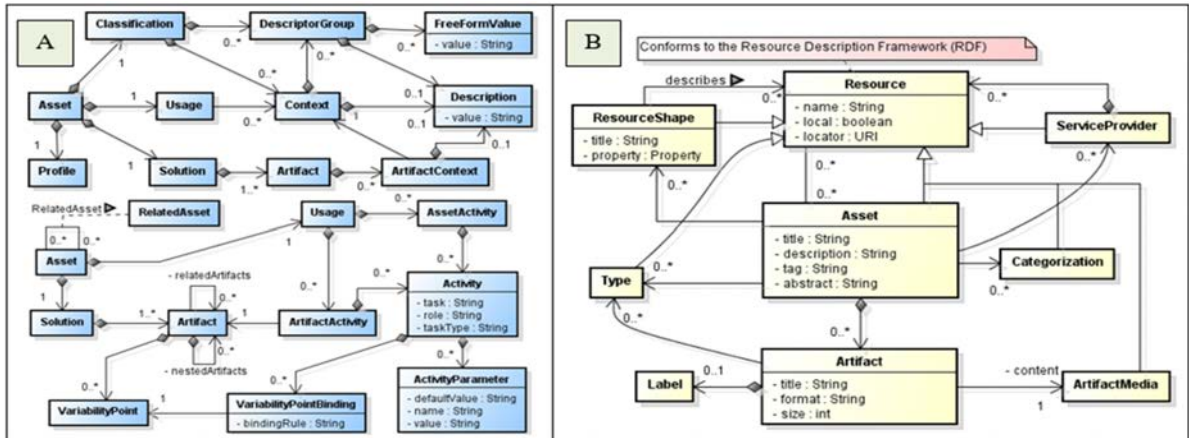 A
Classification
DescriptorGroup
FreeFormValue
- value : String
0..*
0..*
1
0..*
0..*
0..*
0..1
Asset
Usage
Context
Description
- value : String
1
0..*
0..1
1
1
0..1
Profile
Solution
Artifact
ArtifactContext
1..*
0..*
RelatedAsset
RelatedAsset
Usage
AssetActivity
0..*
0..*
0..*
1
0..*
Asset
- relatedArtifacts
Activity
- task : String
- role : String
- taskType : String
1
0..*
0..*
0..*
Solution
Artifact
ArtifactActivity
1..*
1
0..*
- nestedArtifacts
0..*
0..*
0..*
ActivityParameter
- defaultValue : String
- name : String
- value : String
VariabilityPoint
1
VariabilityPointBinding
- bindingRule : String
B
Conforms to the Resource Description Framework (RDF)
describes
0..*
Resource
- name : String
- local : boolean
- locator : URI
0..*
ResourceShape
- title : String
- property : Property
ServiceProvider
0..*
0..*
0..*
0..*
Asset
- title : String
- description : String
- tag : String
- abstract : String
Type
0..*
Categorization
0..*
0..*
0..*
Artifact
- title : String
- format : String
- size : int
Label
0..1
- content
1
ArtifactMedia